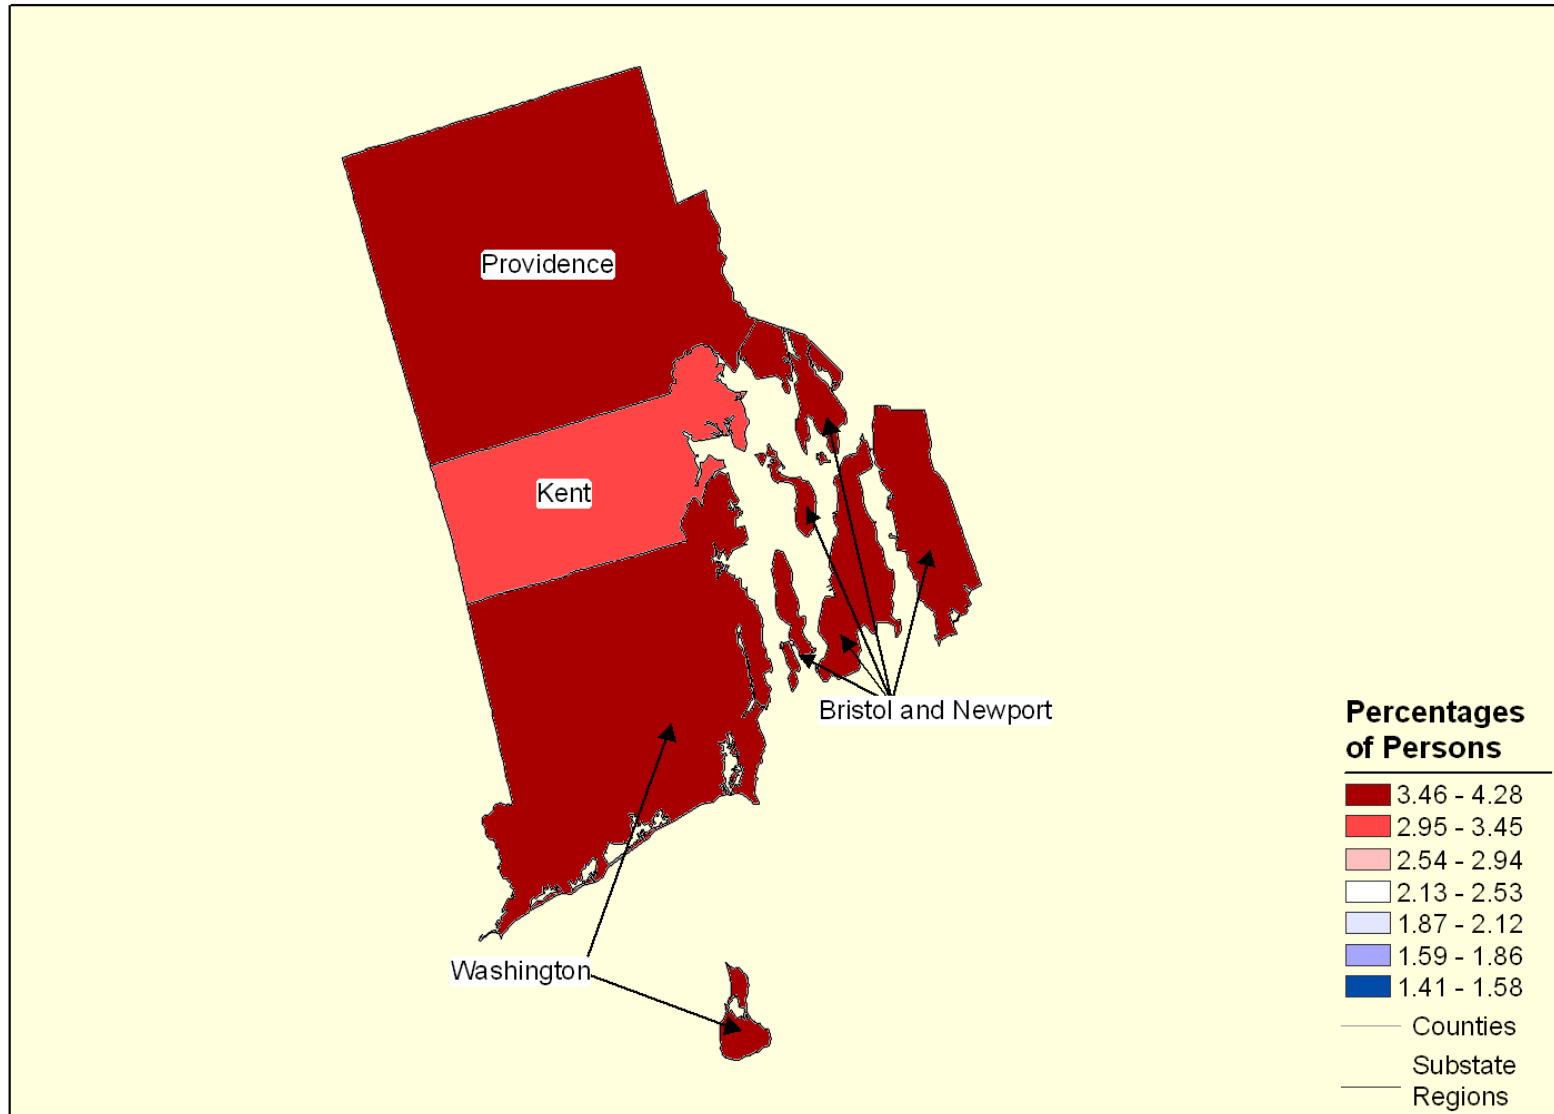 Providence
Kent
Bristol and Newport
Washington
Percentages
of Persons
3.46 - 4.28
2.95 - 3.45
2.54 - 2.94
2.13 - 2.53
1.87 - 2.12
1.59 - 1.86
1.41 - 1.58
Counties
Substate
Regions